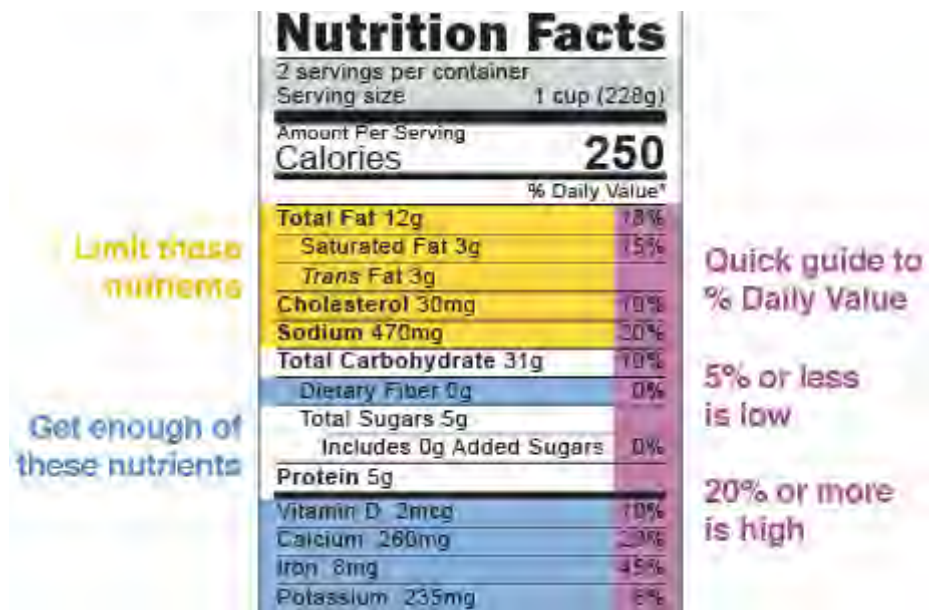 Nutrition Facts
2 servings per container
Serving size 1 cup (228g)
Amount Per Serving
Calories 250
% Daily Value*
Total Fat 12g 18%
Saturated Fat 3g 15%
Trans Fat 3g
Cholesterol 30mg 10%
Sodium 470mg 20%
Total Carbohydrate 31g 10%
Dietary Fiber 0g 0%
Total Sugars 5g
Includes 0g Added Sugars 0%
Protein 5g
Vitamin D 2mcg 10%
Calcium 260mg 20%
Iron 8mg 45%
Potassium 235mg 6%
Limit these
nutrients
Get enough of
these nutrients
Quick guide to
% Daily Value
5% or less
is low
20% or more
is high